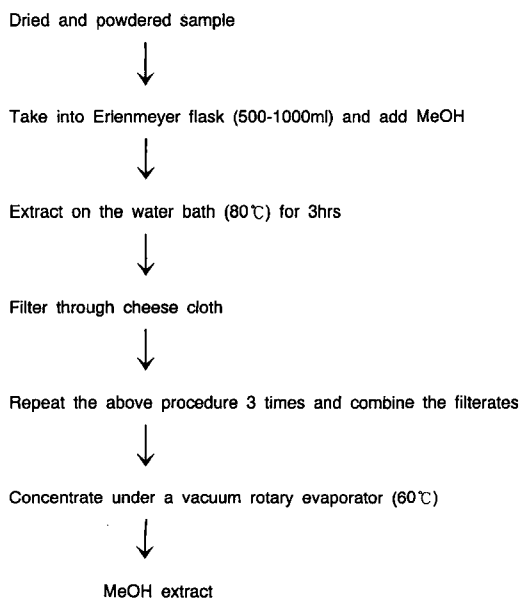 Dried and powdered sample
Take into Erlenmeyer flask (500-1000ml) and add MeOH
Extract on the water bath (80℃) for 3hrs
Filter through cheese cloth
Repeat the above procedure 3 times and combine the filterates
Concentrate under a vacuum rotary evaporator (60℃)
MeOH extract